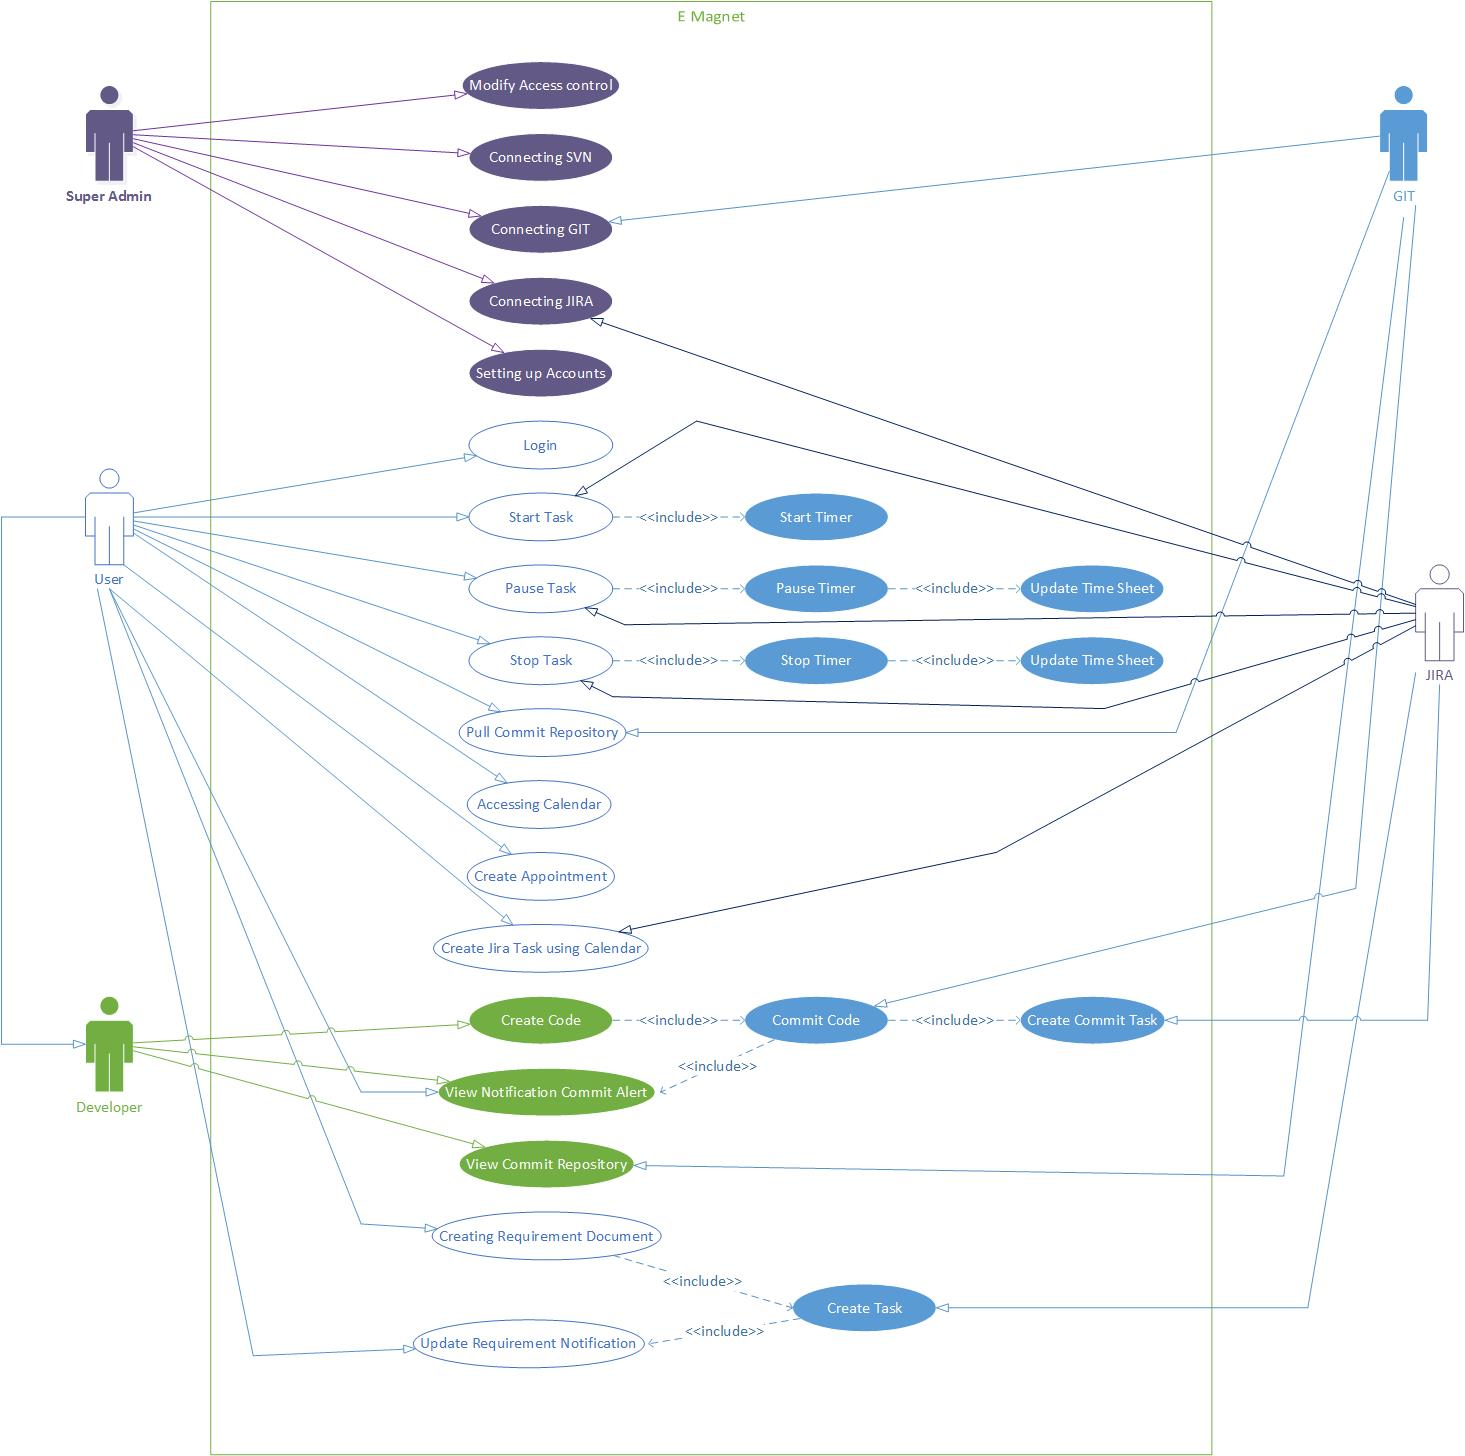 E Magnet
Modify Access control
Connecting SVN
Super Admin
GIT
Connecting GIT
Connecting JIRA
Setting up Accounts
Login
Start Task
<<include>>
Start Timer
User
Pause Task
<<include>>
Pause Timer
<<include>>
Update Time Sheet
Stop Task
<<include>>
Stop Timer
<<include>>
Update Time Sheet
JIRA
Pull Commit Repository
Accessing Calendar
Create Appointment
Create Jira Task using Calendar
Create Code
<<include>>
Commit Code
<<include>>
Create Commit Task
<<include>>
View Notification Commit Alert
Developer
View Commit Repository
Creating Requirement Document
<<include>>
Create Task
<<include>>
Update Requirement Notification